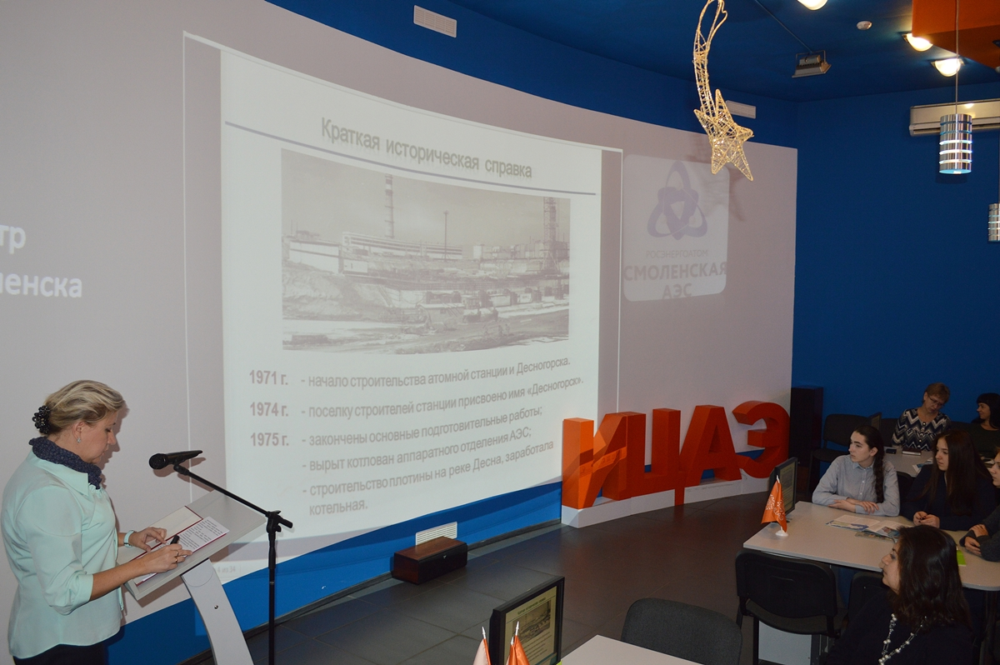 тр
ленска
Краткая историческая справка
1971 г. - начало строительства атомной станции и Десногорска.
1974 г. - поселку строителей станции присвоено имя «Десногорск».
1975 г. - закончены основные подготовительные работы;
- вырыт котлован аппаратного отделения АЭС;
- строительство плотины на реке Десна, заработала
котельная.
РОСЭНЕРГОАТОМ
СМОЛЕНСКАЯ
АЭС
ИЦАЭ